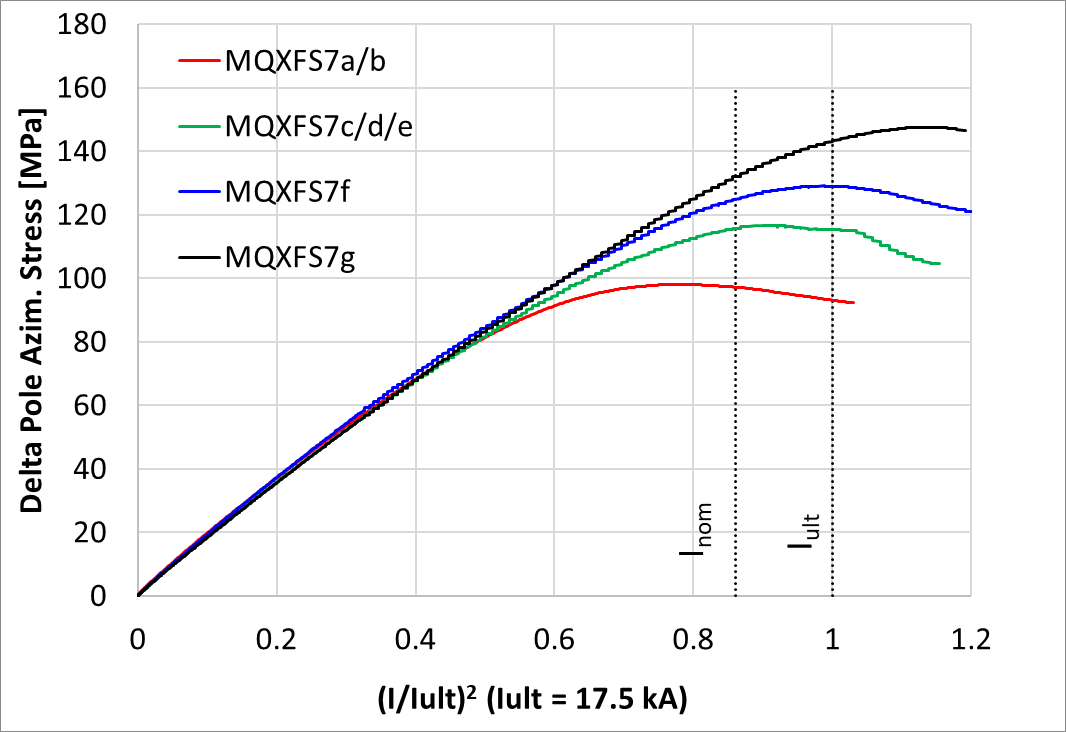 180
160
140
120
100
80
60
40
20
0
Delta Pole Azim. Stress [MPa]
MQXFS7a/b
MQXFS7c/d/e
MQXFS7f
MQXFS7g
Inom
Iult
0 0.2 0.4 0.6 0.8 1 1.2
(I/Iult)² (Iult = 17.5 kA)